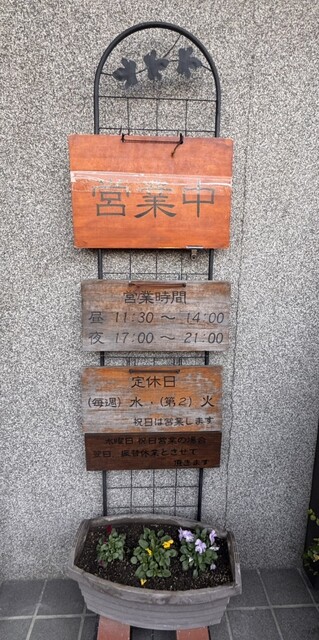 営業中
営業時間
昼 11:30 〜 14:00
夜 17:00 〜 21:00
定休日
(毎週) 水・(第2) 火
祝日は営業します
水曜日、祝日営業の場合
翌日、振替休業とさせて
頂きます